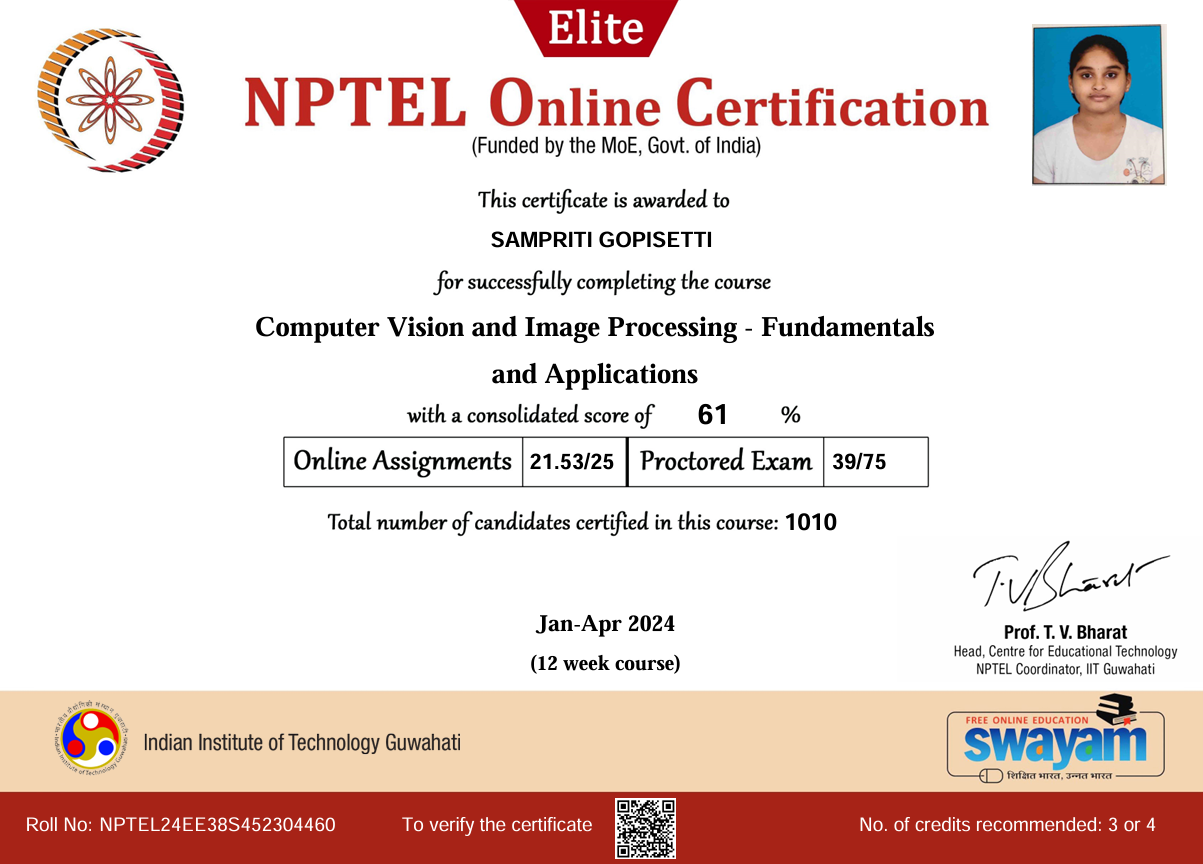 Elite
NPTEL Online Certification
(Funded by the MoE, Govt. of India)
This certificate is awarded to
SAMPRITI GOPISETTI
for successfully completing the course
Computer Vision and Image Processing - Fundamentals
and Applications
with a consolidated score of 61 %
Online Assignments 21.53/25 Proctored Exam 39/75
Total number of candidates certified in this course: 1010
T.V.Bharat
Jan-Apr 2024
(12 week course)
Prof. T. V. Bharat
Head, Centre for Educational Technology
NPTEL Coordinator, IIT Guwahati
Indian Institute of Technology Guwahati
FREE ONLINE EDUCATION
swayam
शिक्षित भारत, उन्नत भारत
Roll No: NPTEL24EE38S452304460 To verify the certificate No. of credits recommended: 3 or 4